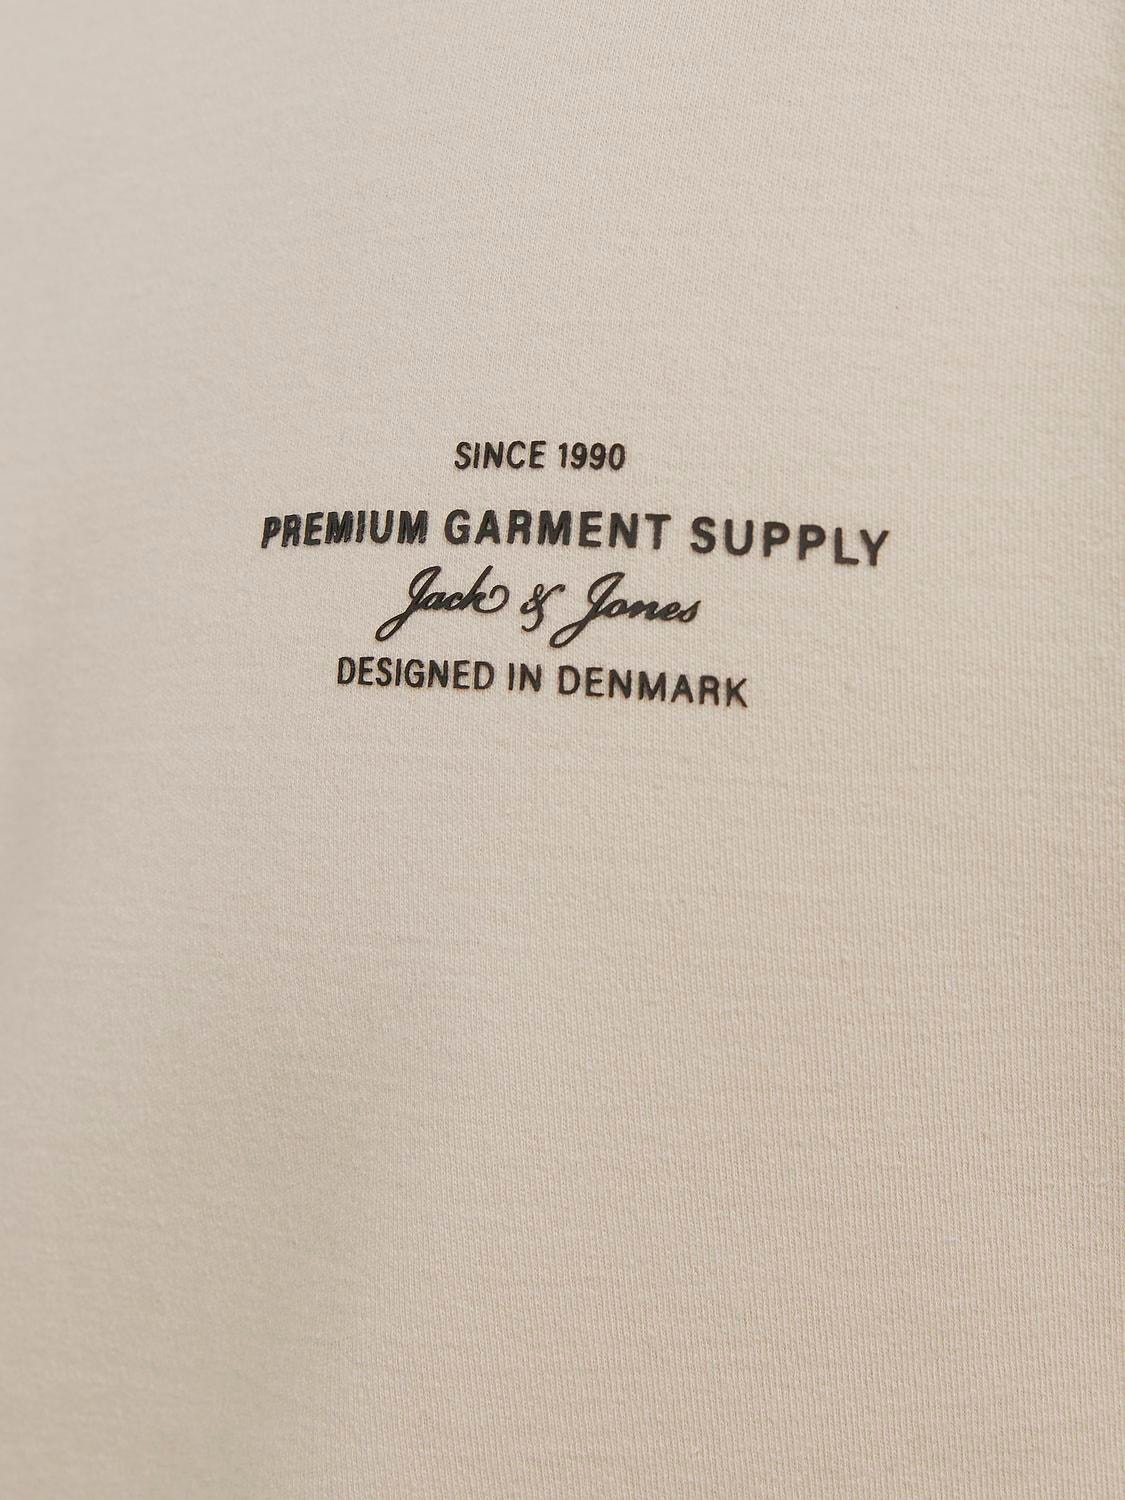 SINCE 1990
PREMIUM GARMENT SUPPLY
Jack & Jones
DESIGNED IN DENMARK